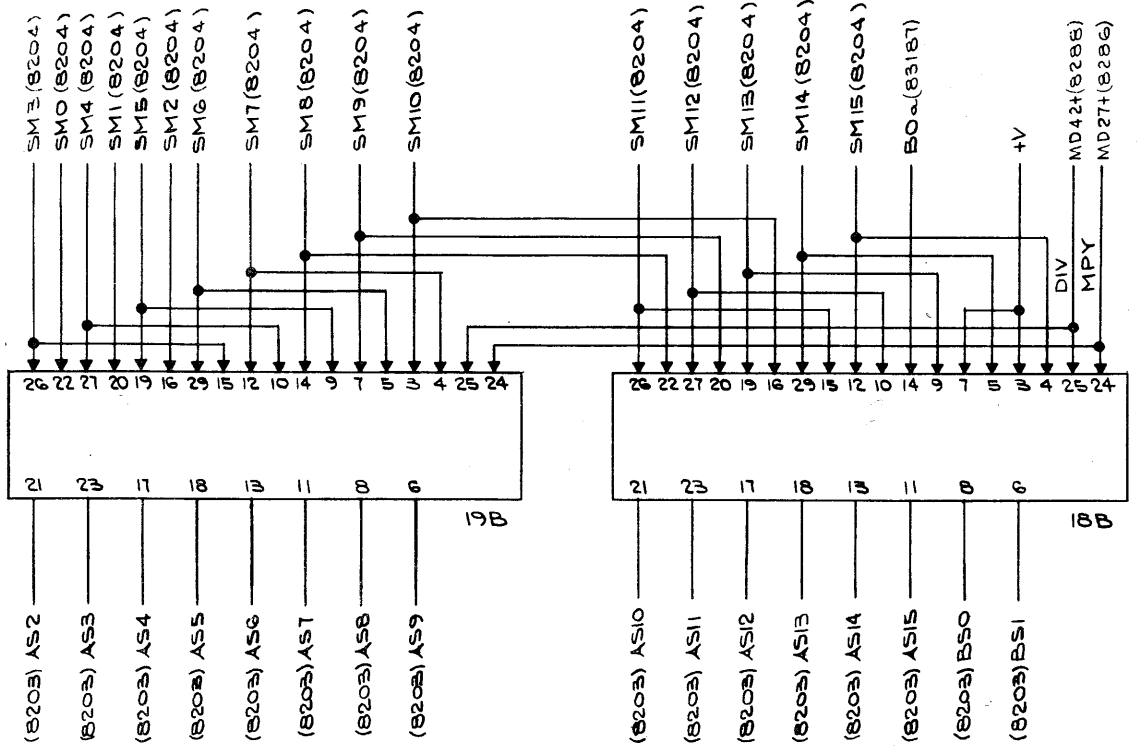 SM3(8204)
SM0(8204)
SM4(8204)
SM1(8204)
SM5(8204)
SM2(8204)
SM6(8204)
SM7(8204)
SM8(8204)
SM9(8204)
SM10(8204)
SM11(8204)
SM12(8204)
SM13(8204)
SM14(8204)
SM15(8204)
B0a(83187)
+V
MD42+(8288)
MD27+(8286)
DIV
MPY
26 22 27 20 19 16 29 15 12 10 14 9 7 5 3 4 25 24
26 22 27 20 19 16 29 15 12 10 14 9 7 5 3 4 25 24
21 23 17 18 13 11 8 6
21 23 17 18 13 11 8 6
19B
18B
(8203) AS2
(8203) AS3
(8203) AS4
(8203) AS5
(8203) AS6
(8203) AS7
(8203) AS8
(8203) AS9
(8203) AS10
(8203) AS11
(8203) AS12
(8203) AS13
(8203) AS14
(8203) AS15
(8203) BS0
(8203) BS1